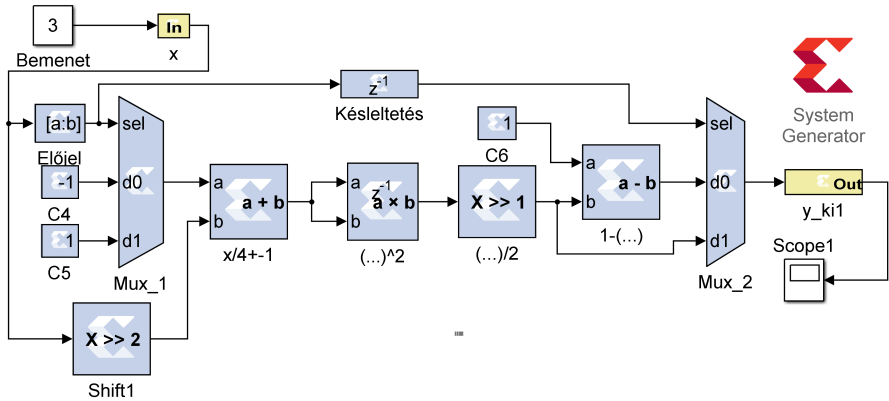 3
In
Bemenet
x
[a:b]
Előjel
sel
d0
d1
-1
C4
1
C5
Mux_1
X >> 2
Shift1
a
b
a + b
x/4+-1
z-1
Késleltetés
a
b
z-1
a × b
(...)^2
X >> 1
(...)/2
1
C6
a
b
a - b
1-(...)
sel
d0
d1
Mux_2
System
Generator
Out
y_ki1
Scope1